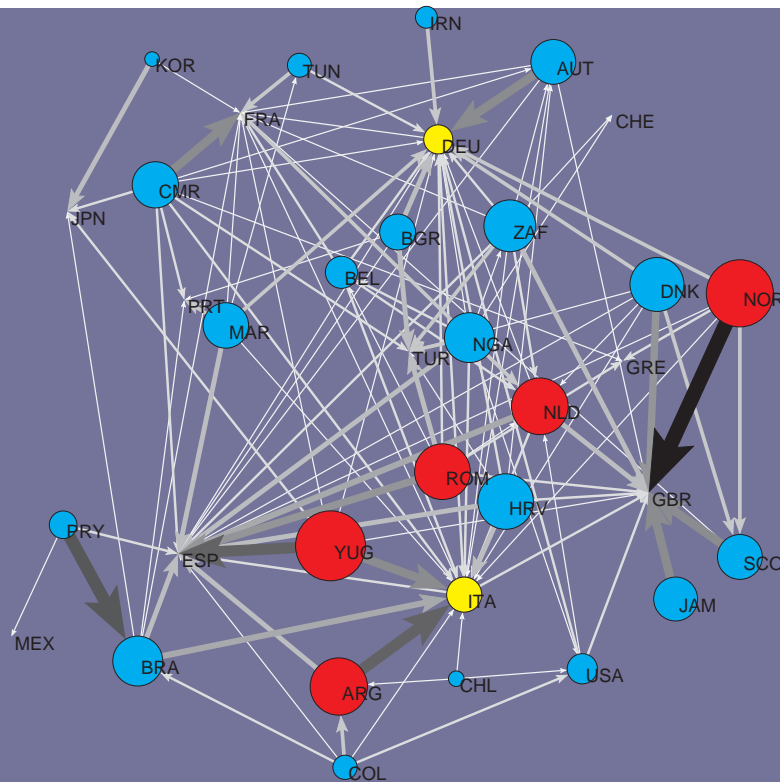 IRN
KOR
TUN
AUT
FRA
CHE
DEU
CMR
JPN
BGR
ZAF
BEL
DNK
NOR
PRT
MAR
NGA
TUR
GRE
NLD
ROM
HRV
GBR
PRY
ESP
YUG
SCO
ITA
JAM
MEX
BRA
ARG
CHL
USA
COL